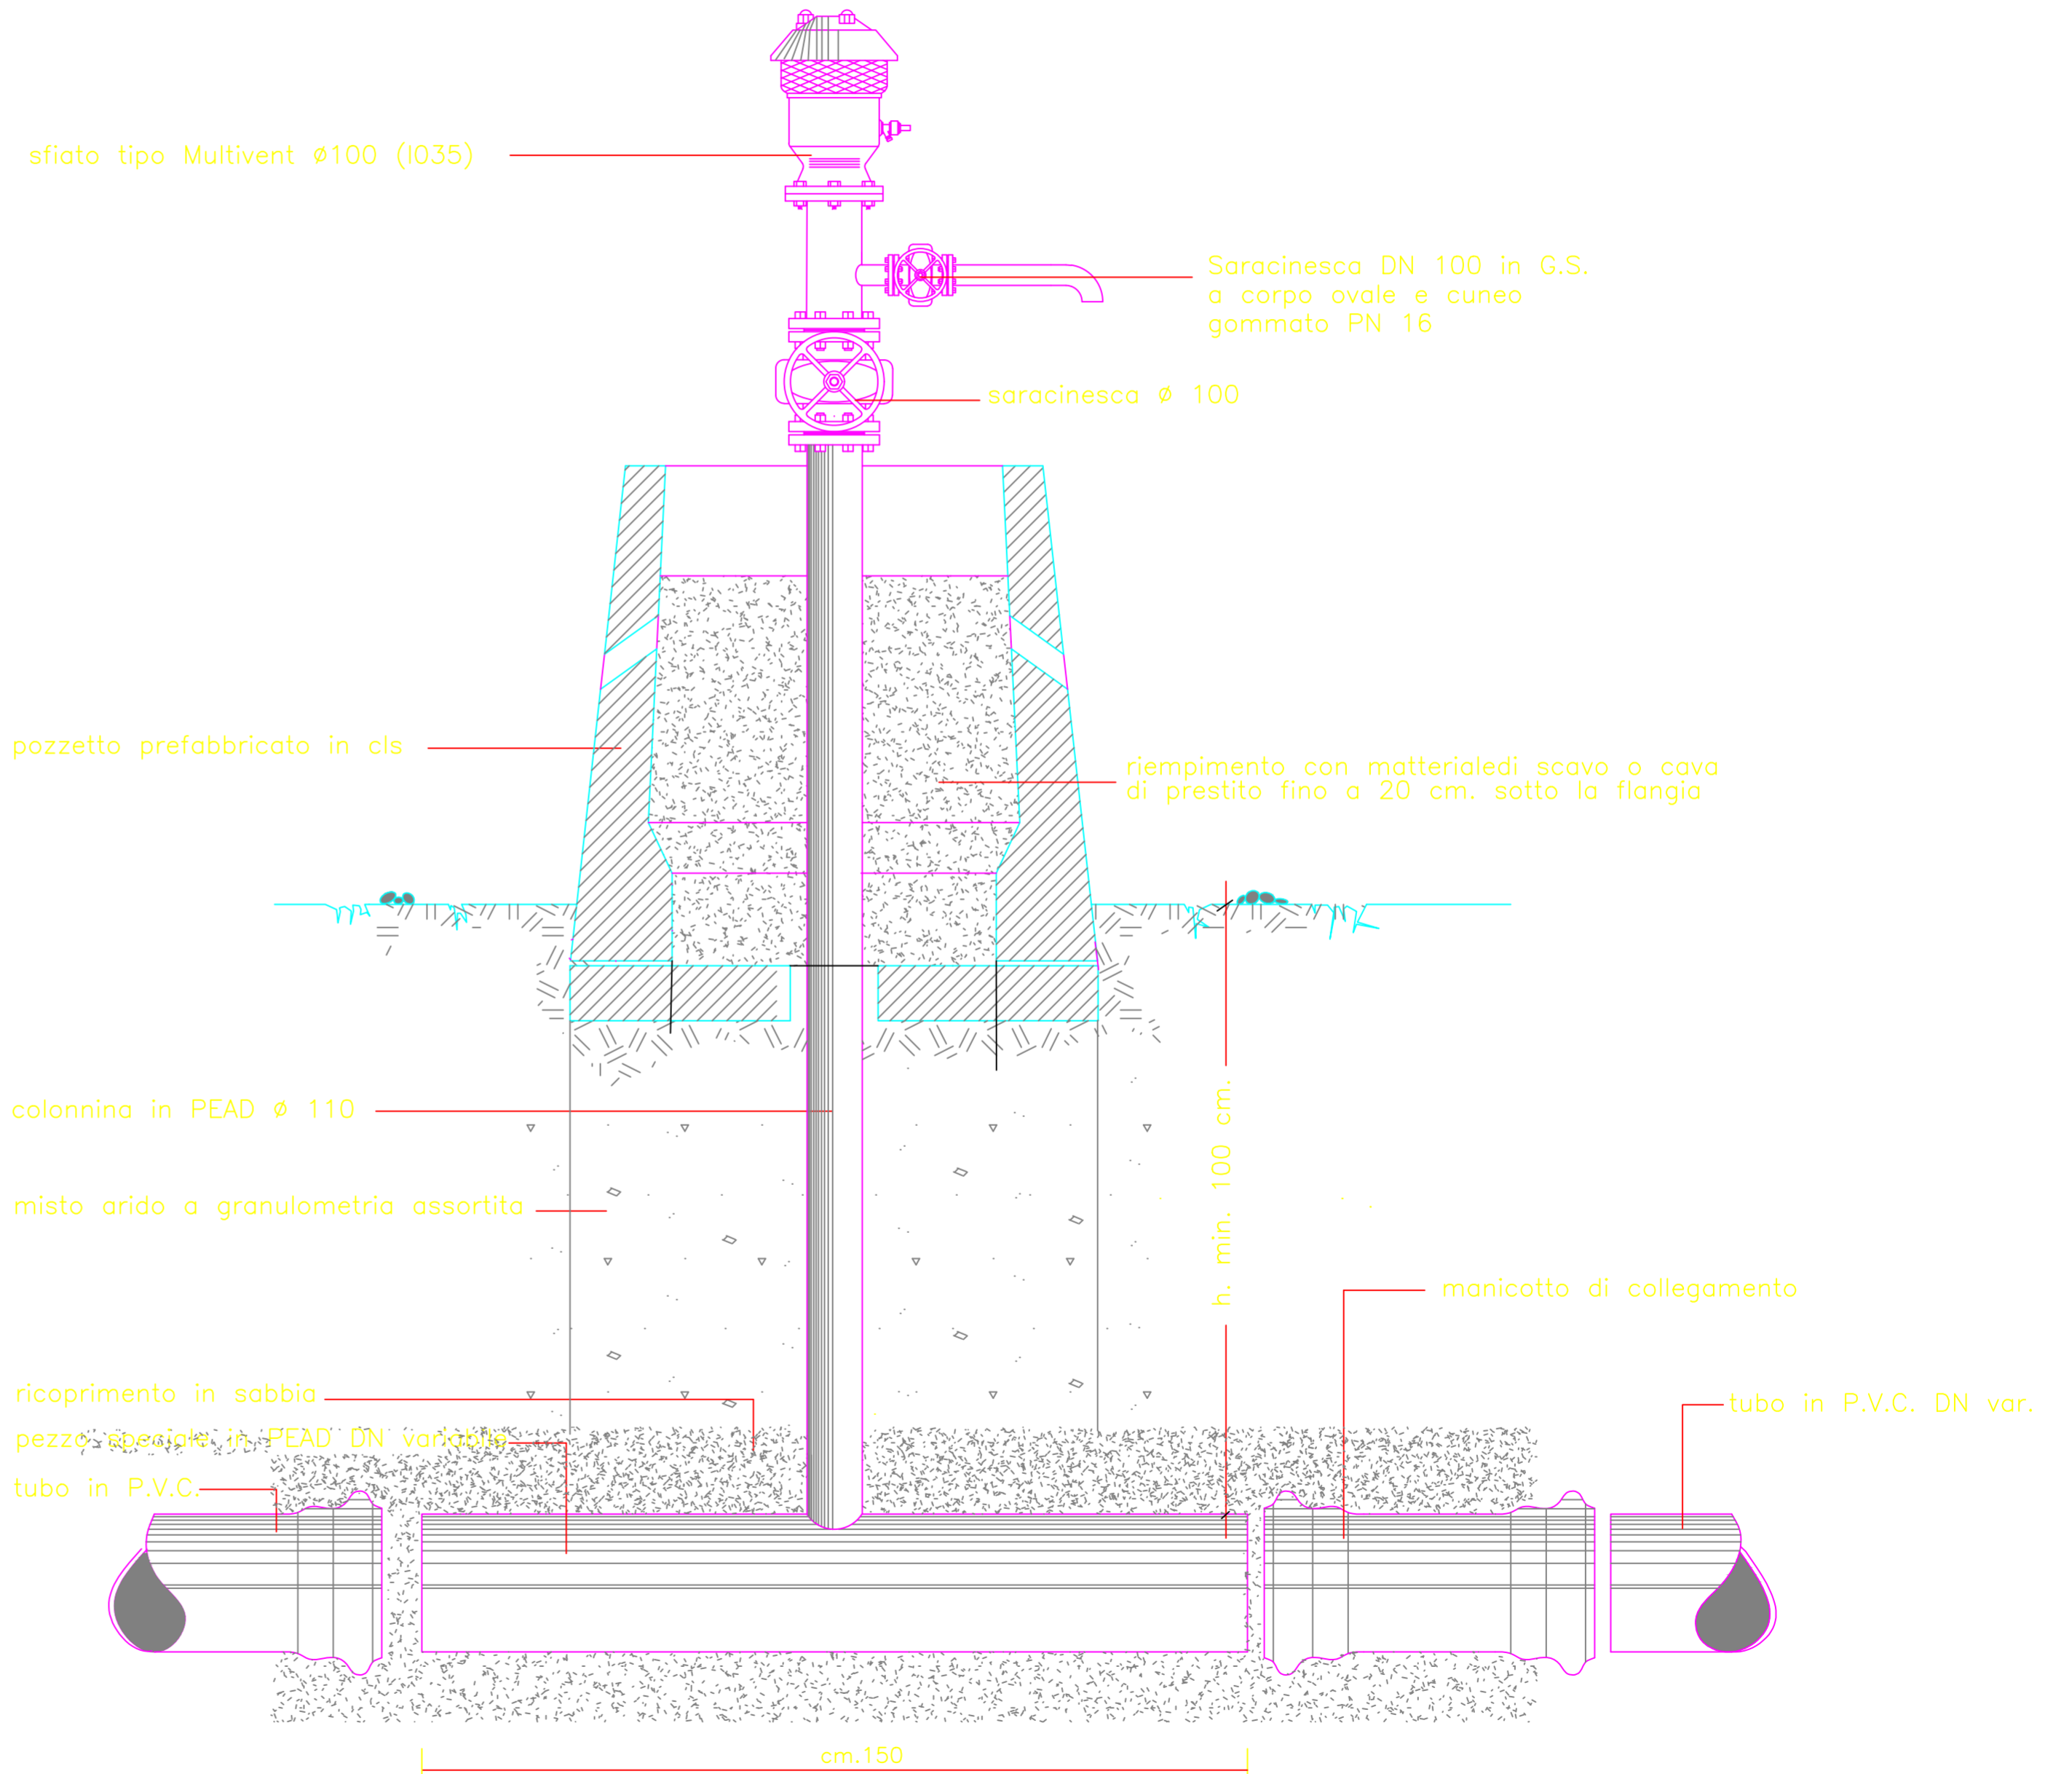 sfiato tipo Multivent Ø100 (I035)
Saracinesca DN 100 in G.S.
a corpo ovale e cuneo
gommato PN 16
saracinesca Ø 100
pozzetto prefabbricato in cls
riempimento con matterialedi scavo o cava
di prestito fino a 20 cm. sotto la flangia
colonnina in PEAD Ø 110
misto arido a granulometria assortita
h. min. 100 cm.
manicotto di collegamento
ricoprimento in sabbia
tubo in P.V.C. DN var.
pezzo speciale in PEAD DN variabile
tubo in P.V.C.
cm.150